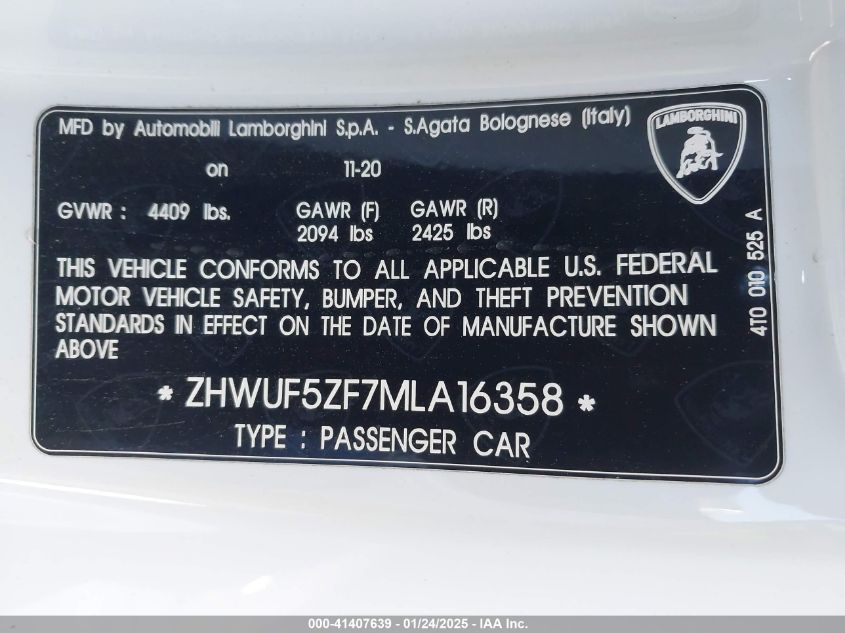 MFD by Automobili Lamborghini S.p.A. - S.Agata Bolognese (Italy)
LAMBORGHINI
on 11-20
GVWR : 4409 lbs. GAWR (F) GAWR (R)
2094 lbs 2425 lbs
THIS VEHICLE CONFORMS TO ALL APPLICABLE U.S. FEDERAL
MOTOR VEHICLE SAFETY, BUMPER, AND THEFT PREVENTION
STANDARDS IN EFFECT ON THE DATE OF MANUFACTURE SHOWN
ABOVE
4T0 010 525 A
* ZHWUF5ZF7MLA16358 *
TYPE : PASSENGER CAR
000-41407639 - 01/24/2025 - IAA Inc.